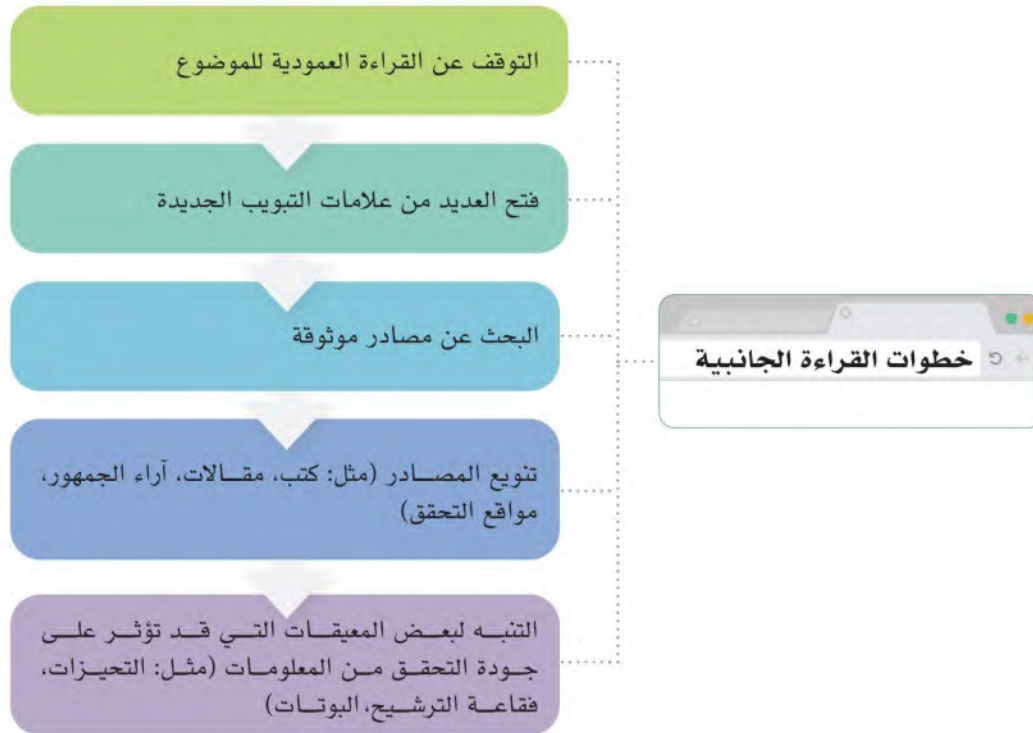 خطوات القراءة الجانبية
التوقف عن القراءة العمودية للموضوع
فتح العديد من علامات التبويب الجديدة
البحث عن مصادر موثوقة
تنويع المصادر (مثل: كتب، مقالات، آراء الجمهور،
مواقع التحقق)
التنبه لبعض المعيقات التي قد تؤثر على
جودة التحقق من المعلومات (مثل: التحيزات،
فقاعة الترشيح، البوتات)